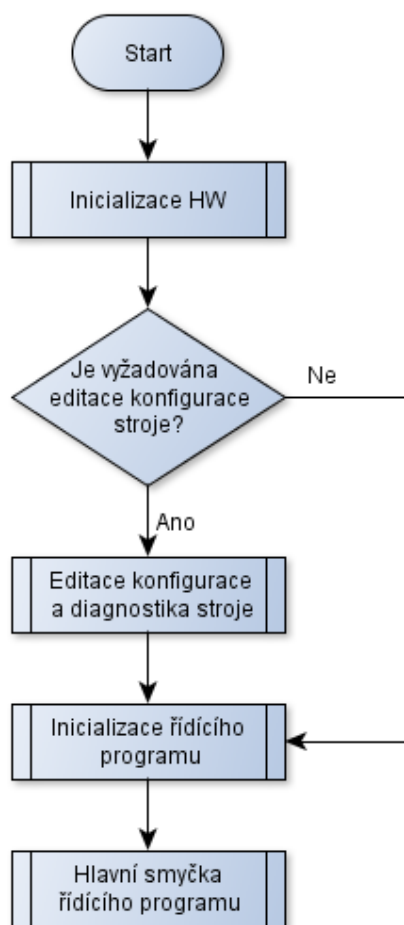 Start
Inicializace HW
Je vyžadována
editace konfigurace
stroje?
Ne
Ano
Editace konfigurace
a diagnostika stroje
Inicializace řídícího
programu
Hlavní smyčka
řídícího programu